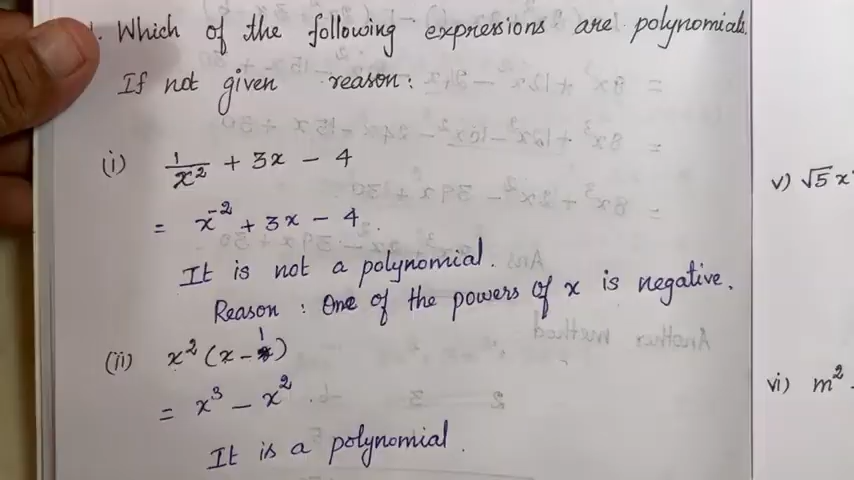 Which of the following expressions are polynomials.
If not given reason:
(i) 1/x² + 3x - 4
= x⁻² + 3x - 4.
It is not a polynomial.
Reason : One of the powers of x is negative.
(ii) x² (x - 1)
= x³ - x²
It is a polynomial.
v) √5 x
vi) m²